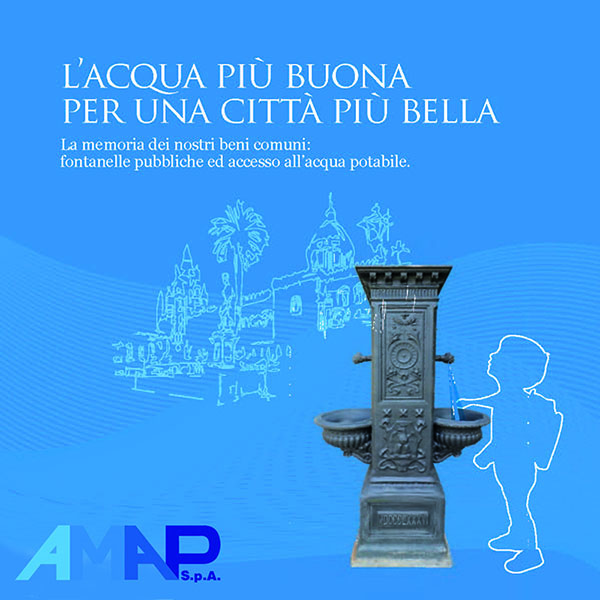 L'ACQUA PIÙ BUONA
PER UNA CITTÀ PIÙ BELLA
La memoria dei nostri beni comuni:
fontanelle pubbliche ed accesso all'acqua potabile.
AMAP
S.p.A.